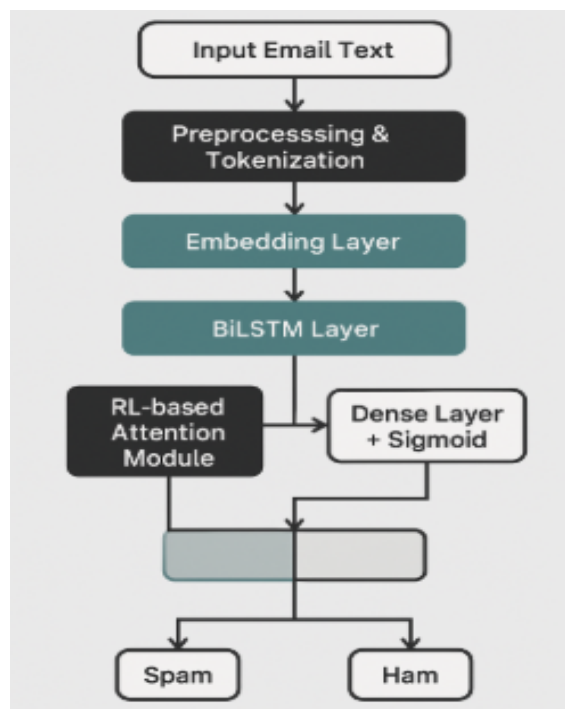 Input Email Text
Preprocesssing &
Tokenization
Embedding Layer
BiLSTM Layer
RL-based
Attention
Module
Dense Layer
+ Sigmoid
Spam
Ham